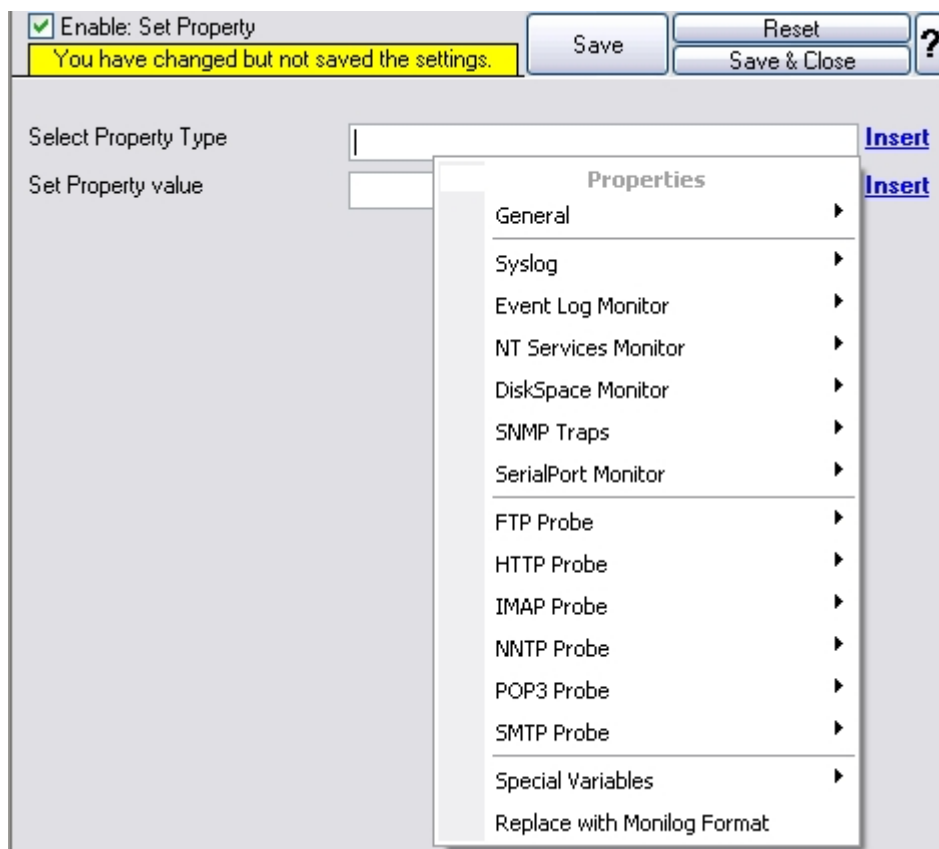 Enable: Set Property
You have changed but not saved the settings.
Save
Reset
Save & Close
?
Select Property Type
Insert
Set Property value
Insert
Properties
General
Syslog
Event Log Monitor
NT Services Monitor
DiskSpace Monitor
SNMP Traps
SerialPort Monitor
FTP Probe
HTTP Probe
IMAP Probe
NNTP Probe
POP3 Probe
SMTP Probe
Special Variables
Replace with Monilog Format